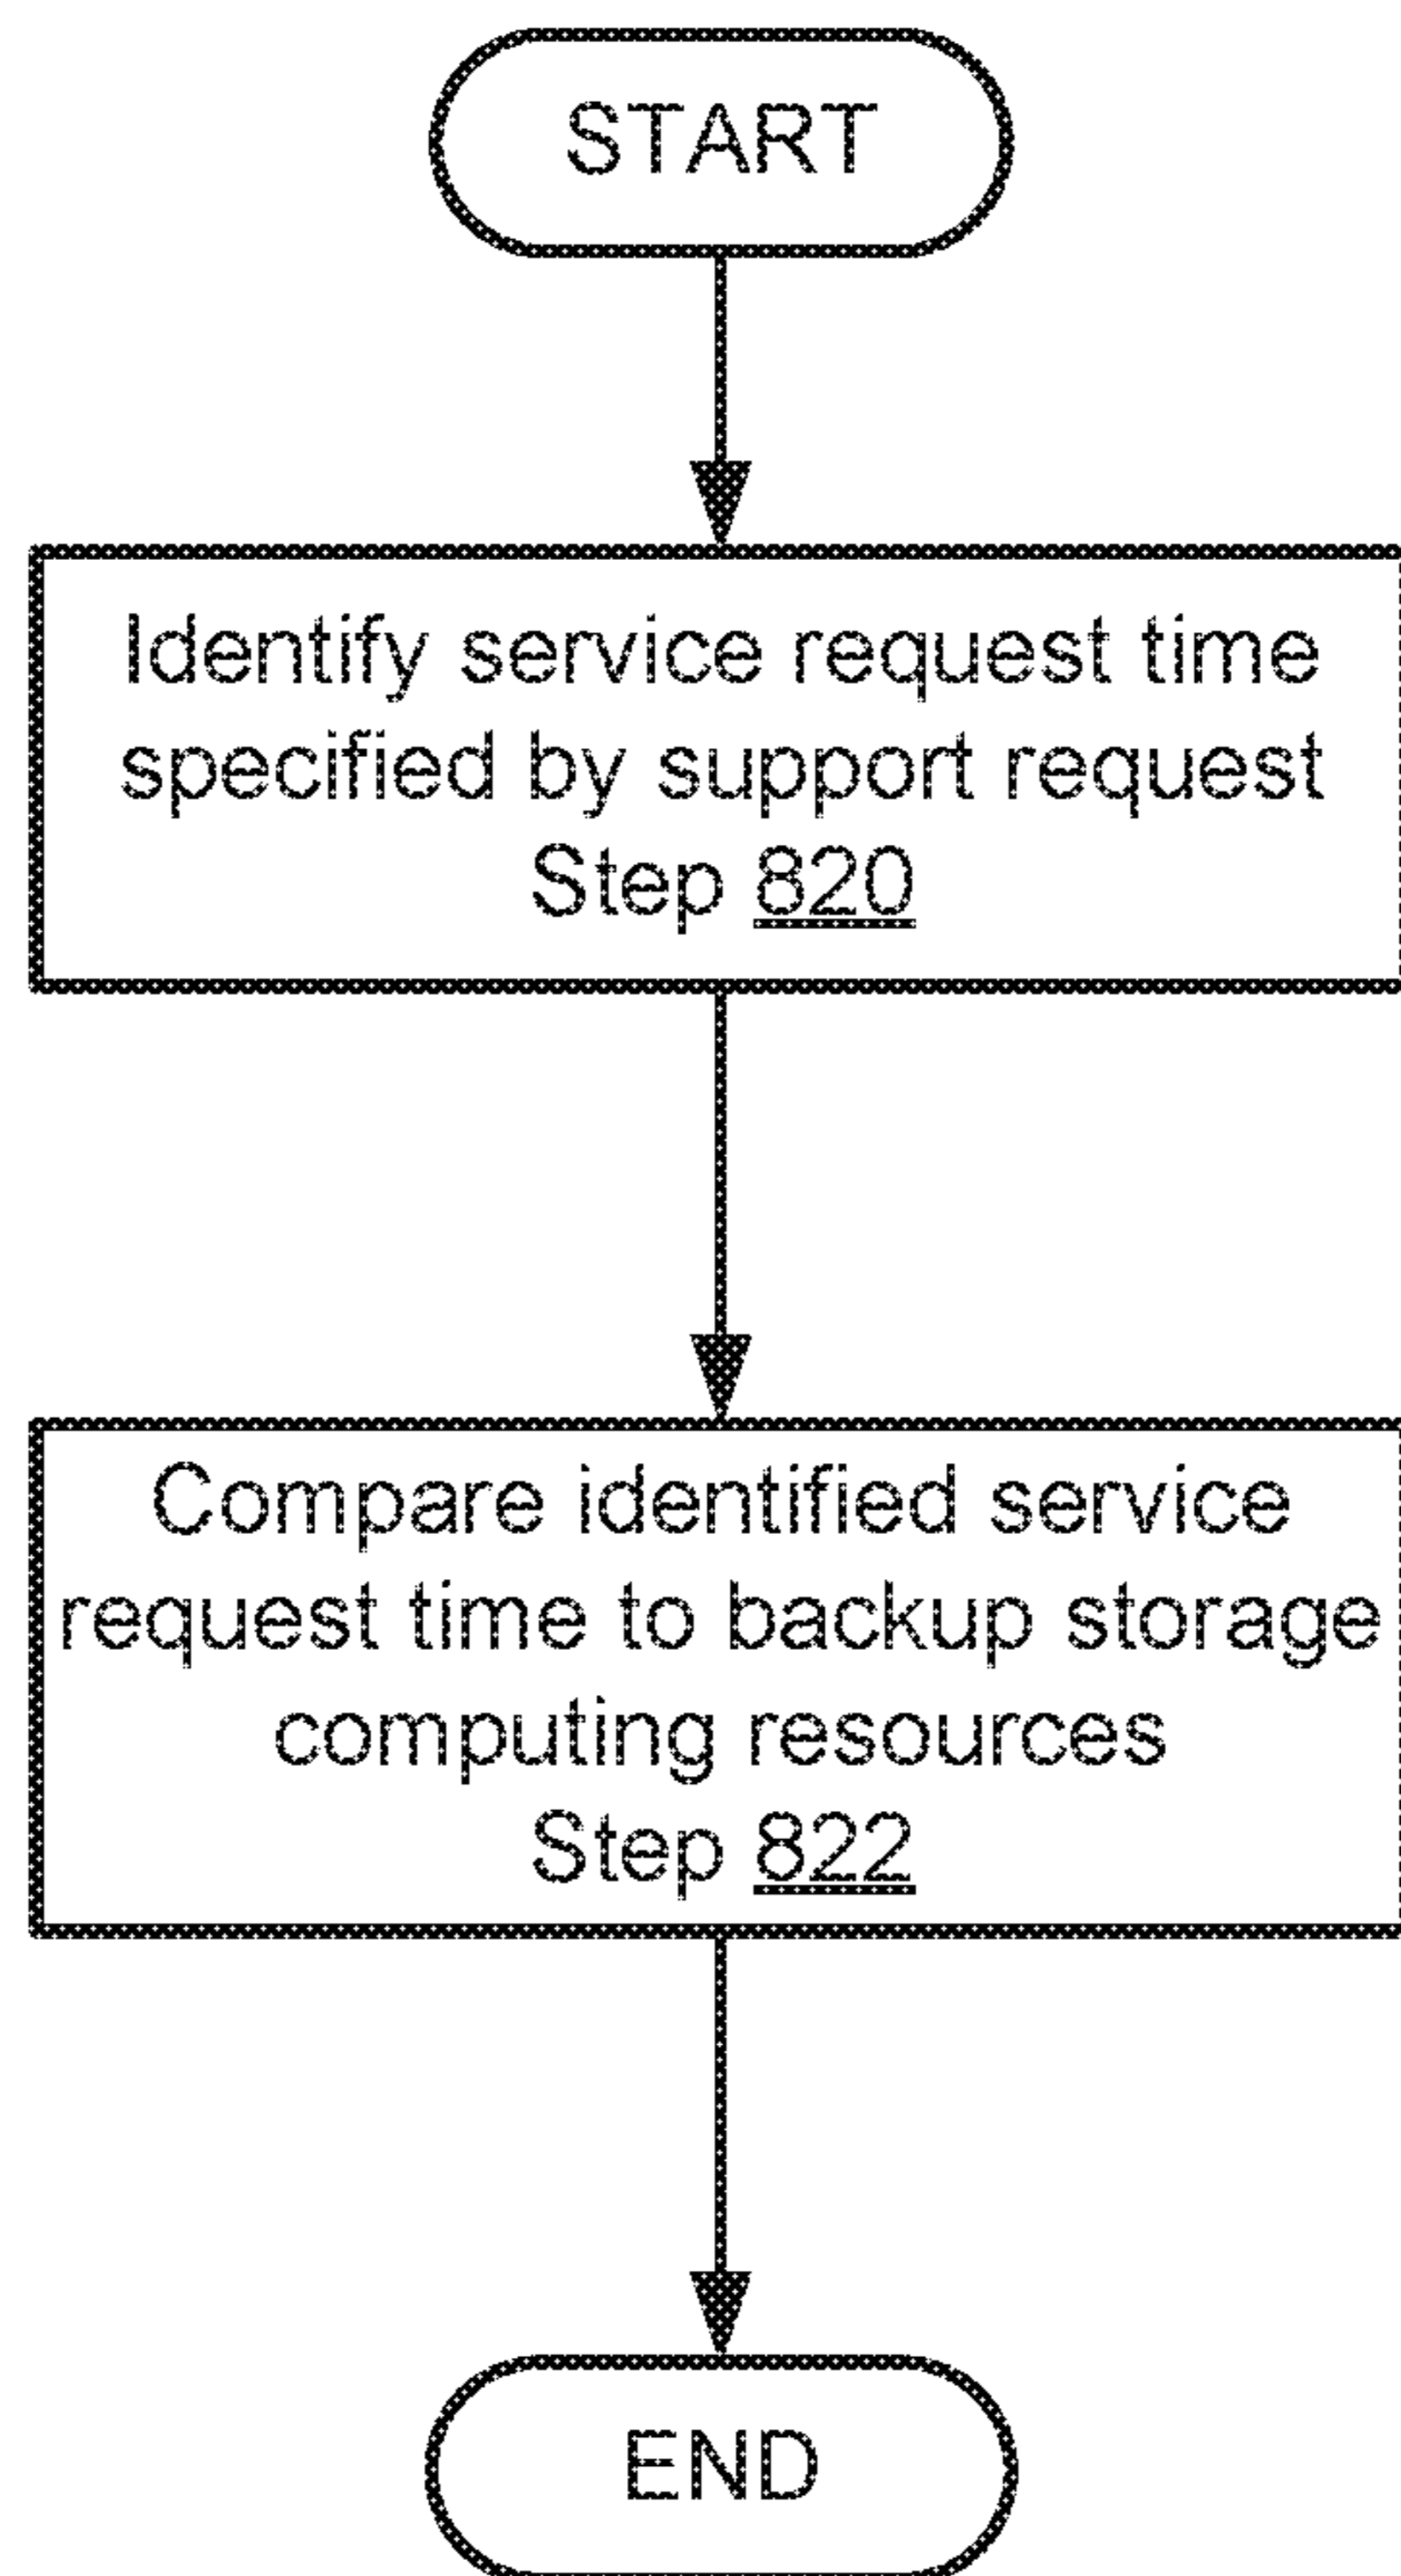 START
Identify service request time
specified by support request
Step 820
Compare identified service
request time to backup storage
computing resources
Step 822
END